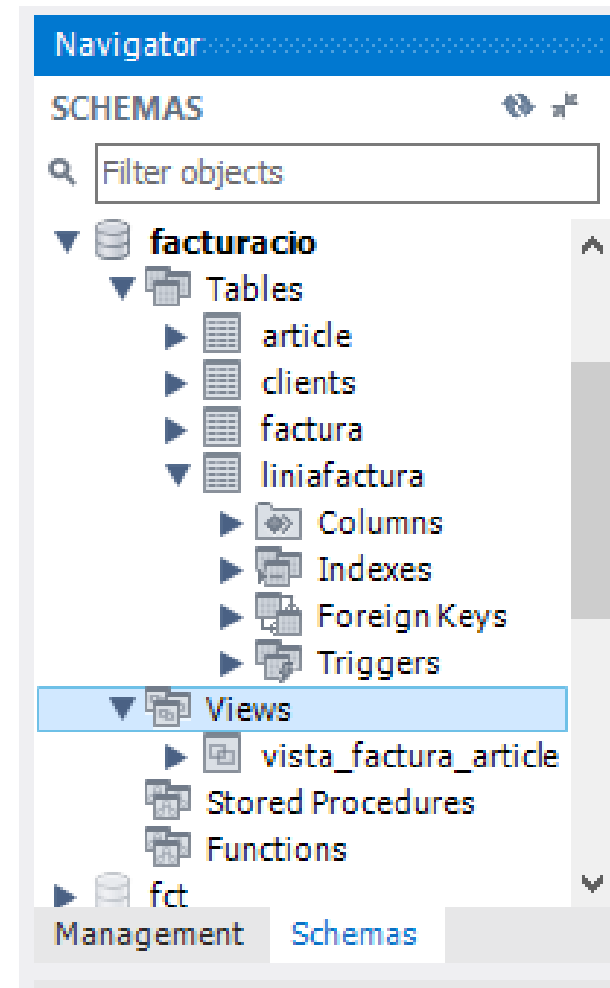 Navigator
SCHEMAS
Filter objects
facturacio
Tables
article
clients
factura
liniafactura
Columns
Indexes
Foreign Keys
Triggers
Views
vista_factura_article
Stored Procedures
Functions
fct
Management Schemas